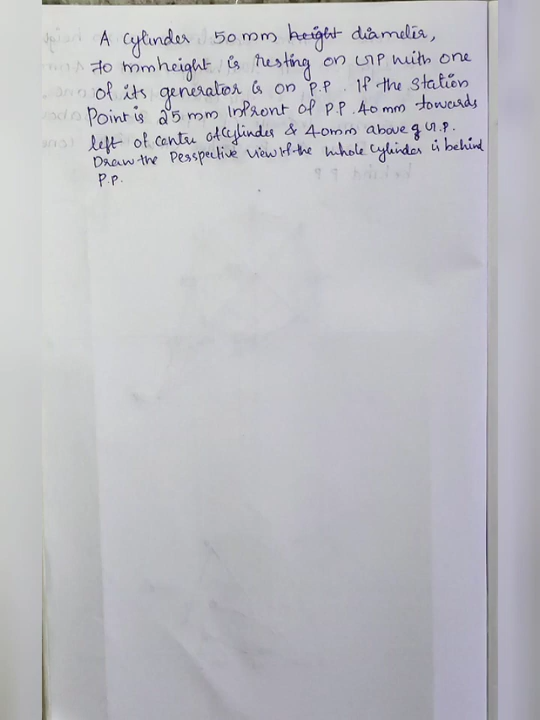 A cylinder 50 mm height diameter,
70 mm height is resting on GP with one
of its generator is on P.P. If the Station
Point is 25 mm Infront of P.P. 40 mm towards
left of centre of cylinder & 40mm above G.P.
Draw the Perspective view if the whole cylinder is behind
P.P.